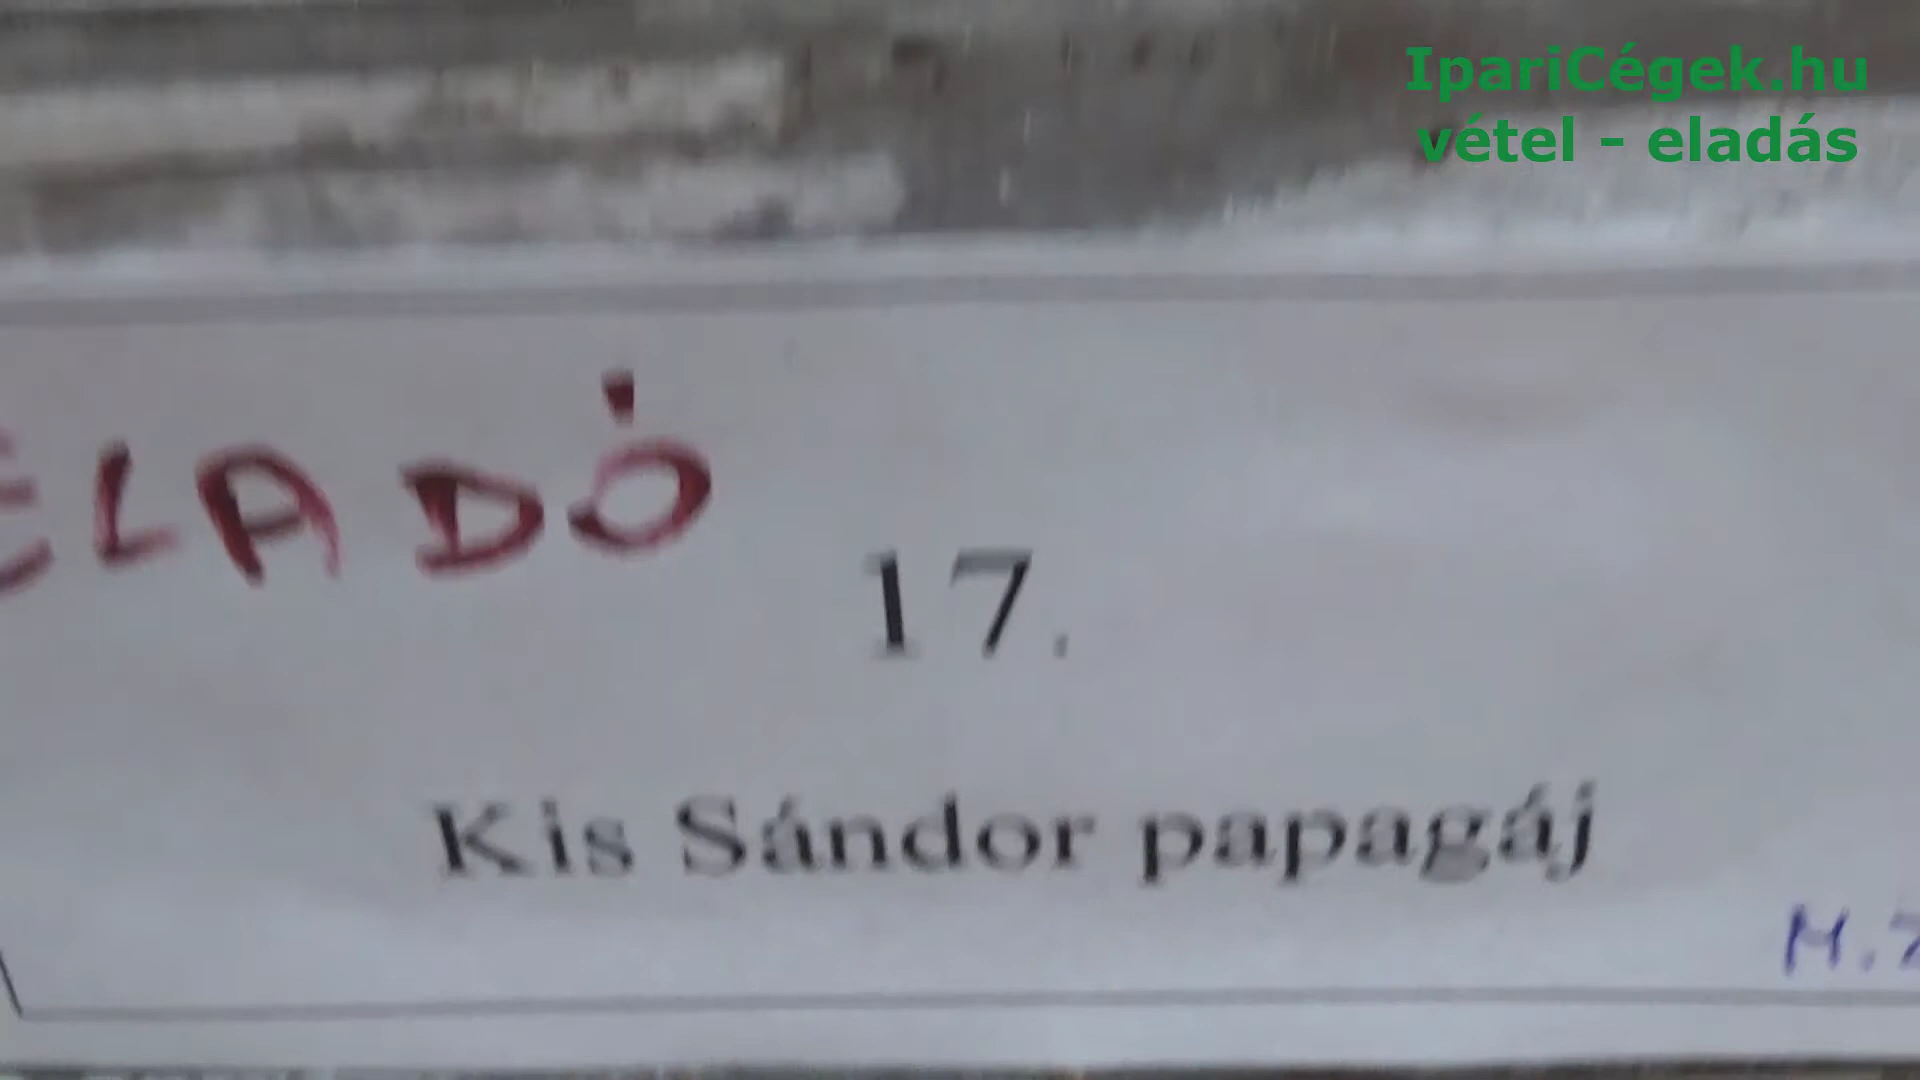 IpariCégek.hu
vétel - eladás
ELADÓ
17.
Kis Sándor papagáj
M.